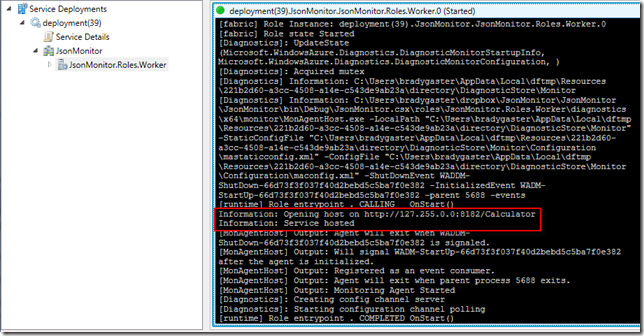 Service Deployments
deployment(39)
Service Details
JsonMonitor
JsonMonitor.Roles.Worker
deployment(39).JsonMonitor.JsonMonitor.Roles.Worker.0 (Started)
[fabric] Role Instance: deployment(39).JsonMonitor.JsonMonitor.Roles.Worker.0
[fabric] Role state Started
[Diagnostics]: UpdateState
(Microsoft.WindowsAzure.Diagnostics.DiagnosticMonitorStartupInfo,
Microsoft.WindowsAzure.Diagnostics.DiagnosticMonitorConfiguration, )
[Diagnostics]: Acquired mutex
[Diagnostics] Information: C:\Users\bradygaster\AppData\Local\dftmp\Resources
\221b2d60-a3cc-4508-a14e-c543de9ab23a\directory\DiagnosticStore\Monitor
[Diagnostics] Information: C:\Users\bradygaster\dropbox\JsonMonitor\JsonMonitor
\JsonMonitor\bin\Debug\JsonMonitor.csx\roles\JsonMonitor.Roles.Worker\diagnostics
\x64\monitor\MonAgentHost.exe -LocalPath "C:\Users\bradygaster\AppData\Local\dftmp
\Resources\221b2d60-a3cc-4508-a14e-c543de9ab23a\directory\DiagnosticStore\Monitor"
-StaticConfigFile "C:\Users\bradygaster\AppData\Local\dftmp\Resources
\221b2d60-a3cc-4508-a14e-c543de9ab23a\directory\DiagnosticStore\Monitor\Configuration
\mastaticconfig.xml" -ConfigFile "C:\Users\bradygaster\AppData\Local\dftmp
\Resources\221b2d60-a3cc-4508-a14e-c543de9ab23a\directory\DiagnosticStore\Monitor
\Configuration\maconfig.xml" -ShutDownEvent WADDM-
ShutDown-66d73f3f037f40d2bebd5c5ba7f0e382 -InitializedEvent WADM-
StartUp-66d73f3f037f40d2bebd5c5ba7f0e382 -parent 5688 -events
[runtime] Role entrypoint . CALLING OnStart()
Information: Opening host on http://127.255.0.0:8182/Calculator
Information: Service hosted
[MonAgentHost] Output: Agent will exit when WADDM-
ShutDown-66d73f3f037f40d2bebd5c5ba7f0e382 is signaled.
[MonAgentHost] Output: Will signal WADM-StartUp-66d73f3f037f40d2bebd5c5ba7f0e382
after the agent is initialized.
[MonAgentHost] Output: Registered as an event consumer.
[MonAgentHost] Output: Agent will exit when parent process 5688 exits.
[MonAgentHost] Output: Monitoring Agent Started
[Diagnostics]: Creating config channel server
[Diagnostics]: Starting configuration channel polling
[runtime] Role entrypoint . COMPLETED OnStart()